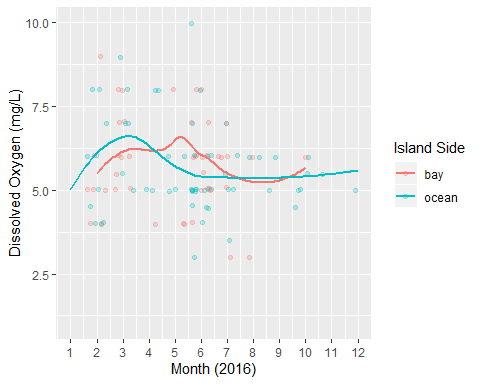 10.0
7.5
5.0
2.5
Dissolved Oxygen (mg/L)
1 2 3 4 5 6 7 8 9 10 11 12
Month (2016)
Island Side
bay
ocean